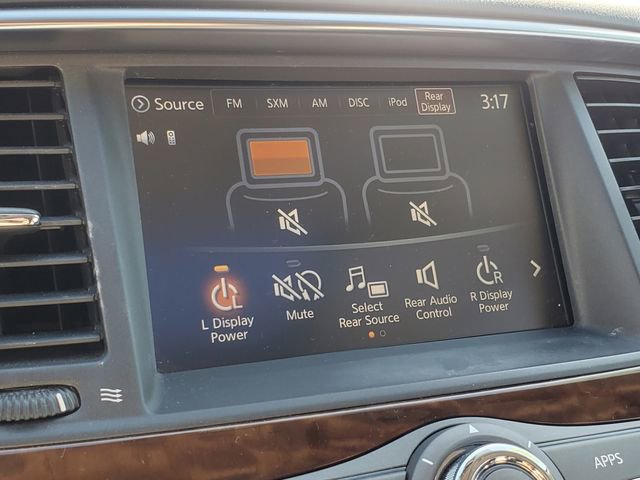 Source FM SXM AM DISC iPod Rear
Display 3:17
L
R
L Display
Power
Mute
Select
Rear Source
Rear Audio
Control
R Display
Power
APPS